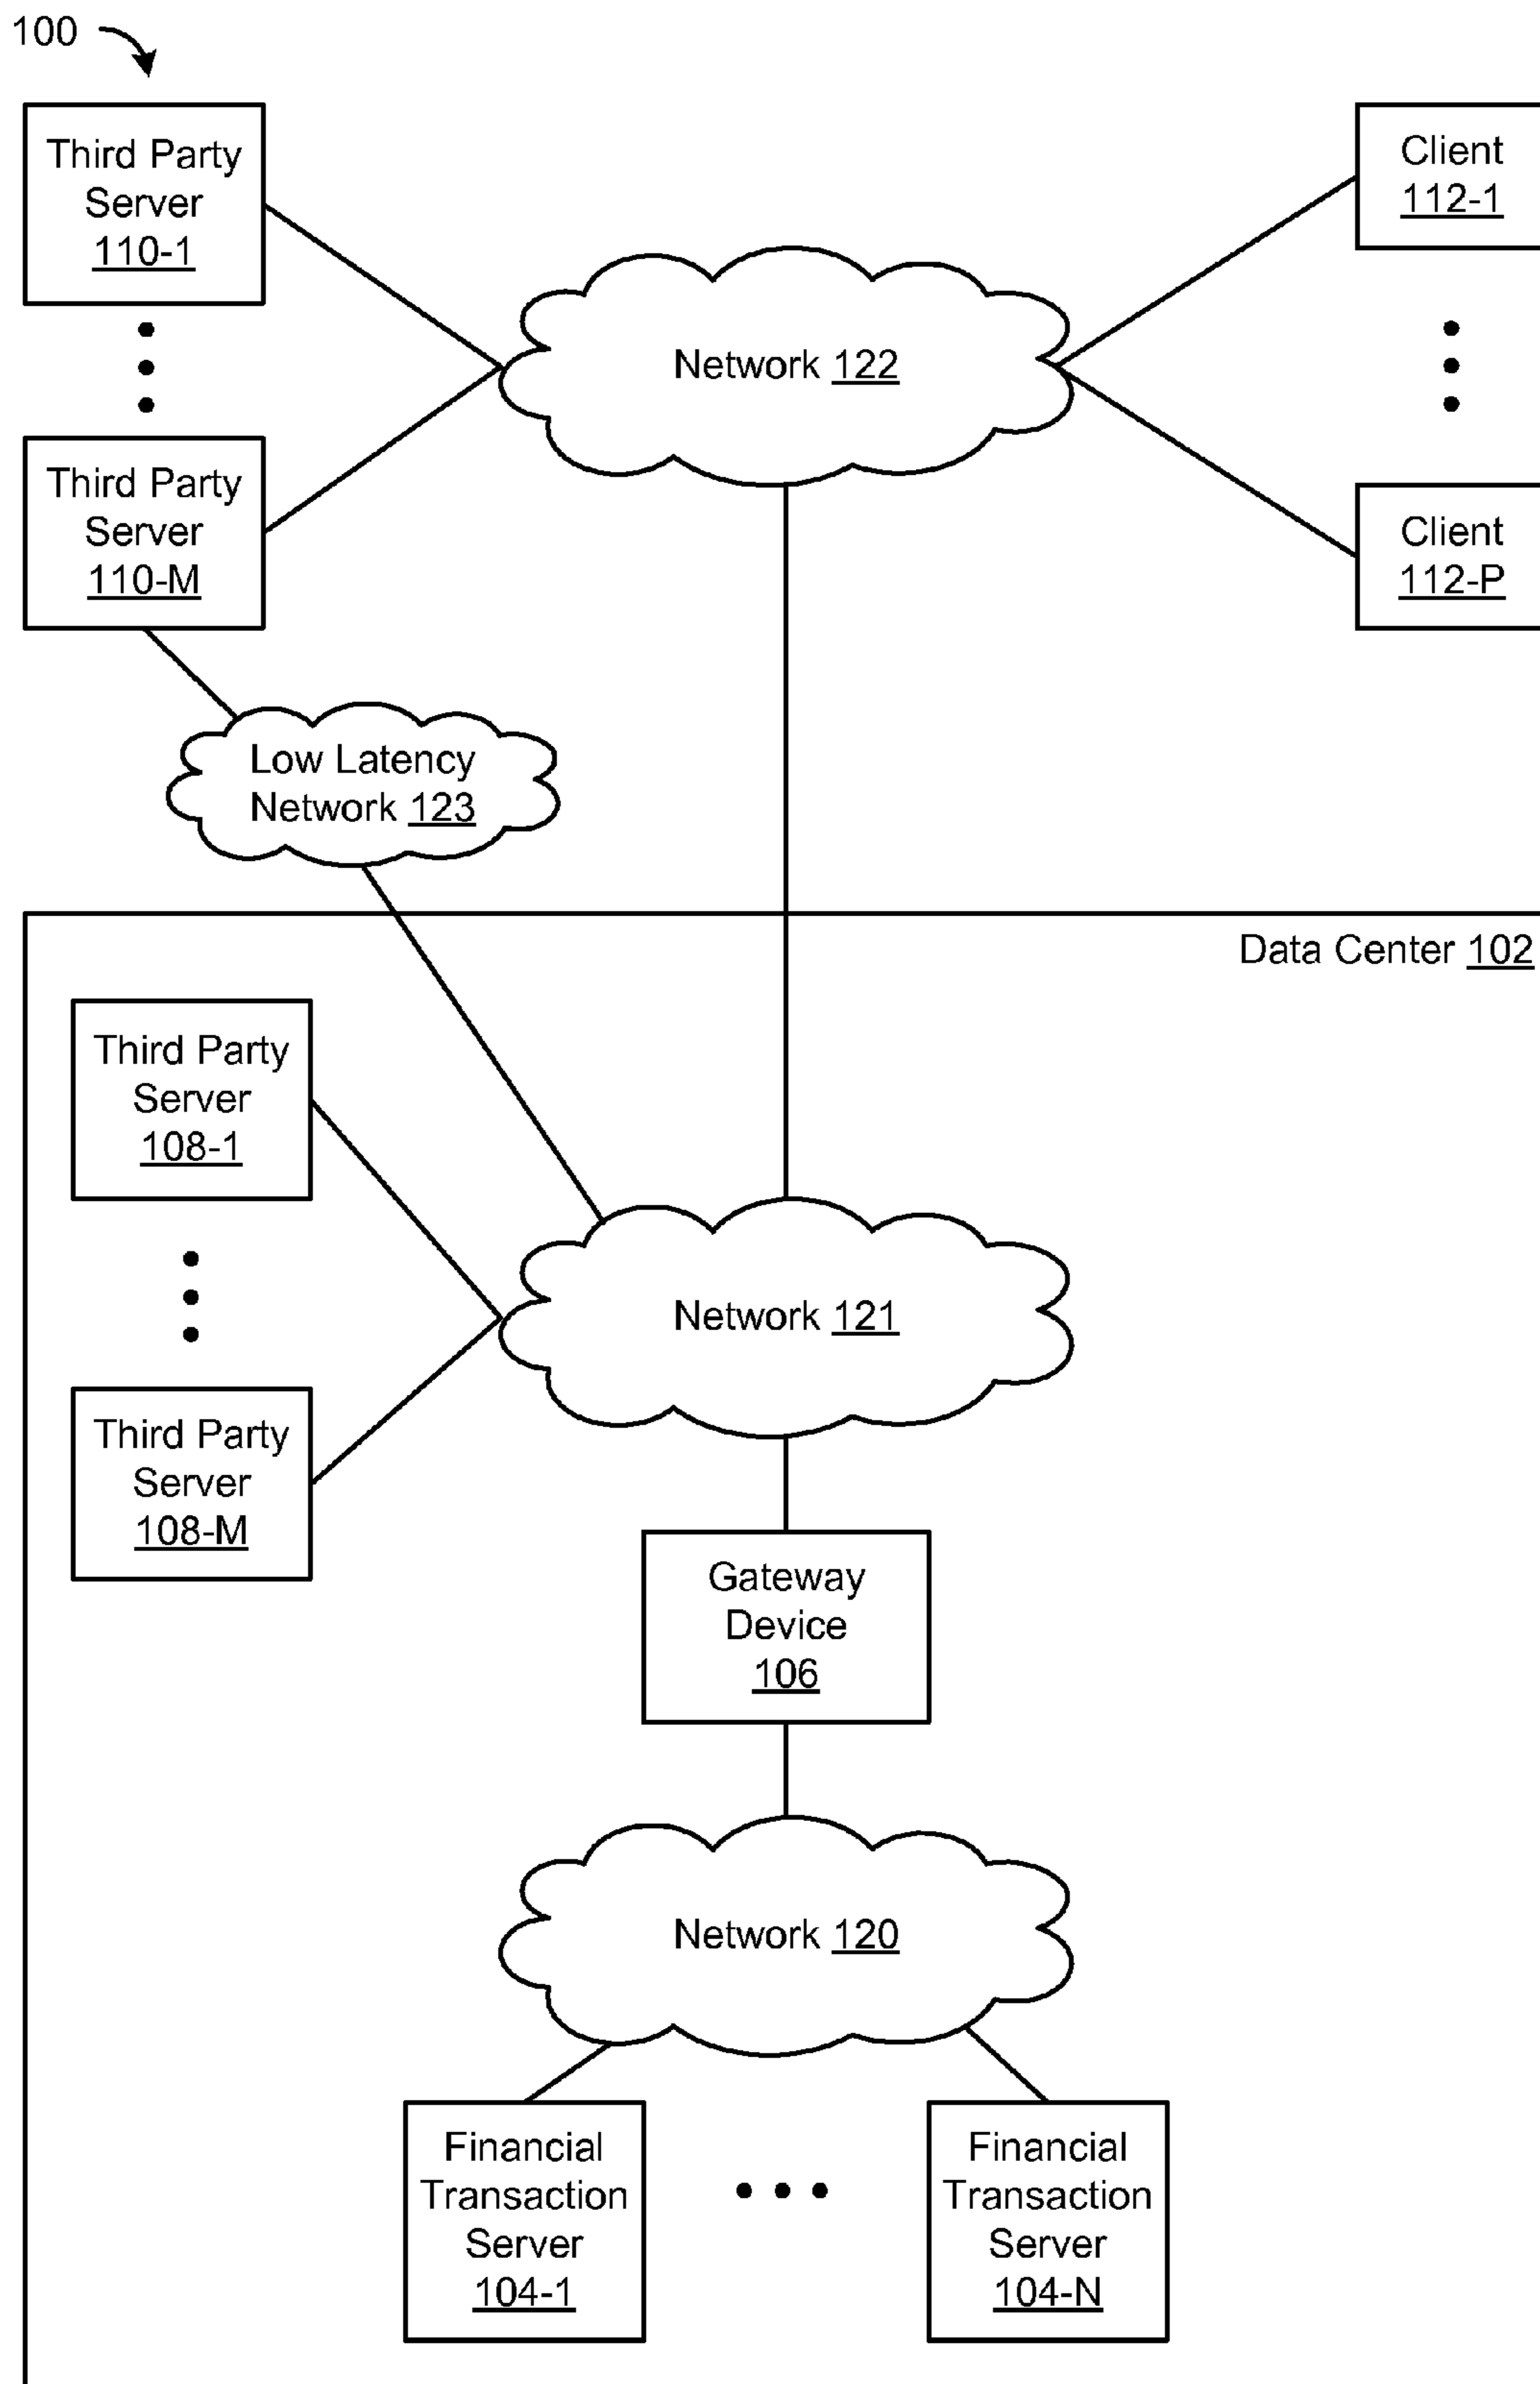 100
Third Party
Server
110-1
Client
112-1
Network 122
Third Party
Server
110-M
Client
112-P
Low Latency
Network 123
Data Center 102
Third Party
Server
108-1
Network 121
Third Party
Server
108-M
Gateway
Device
106
Network 120
Financial
Transaction
Server
104-1
Financial
Transaction
Server
104-N